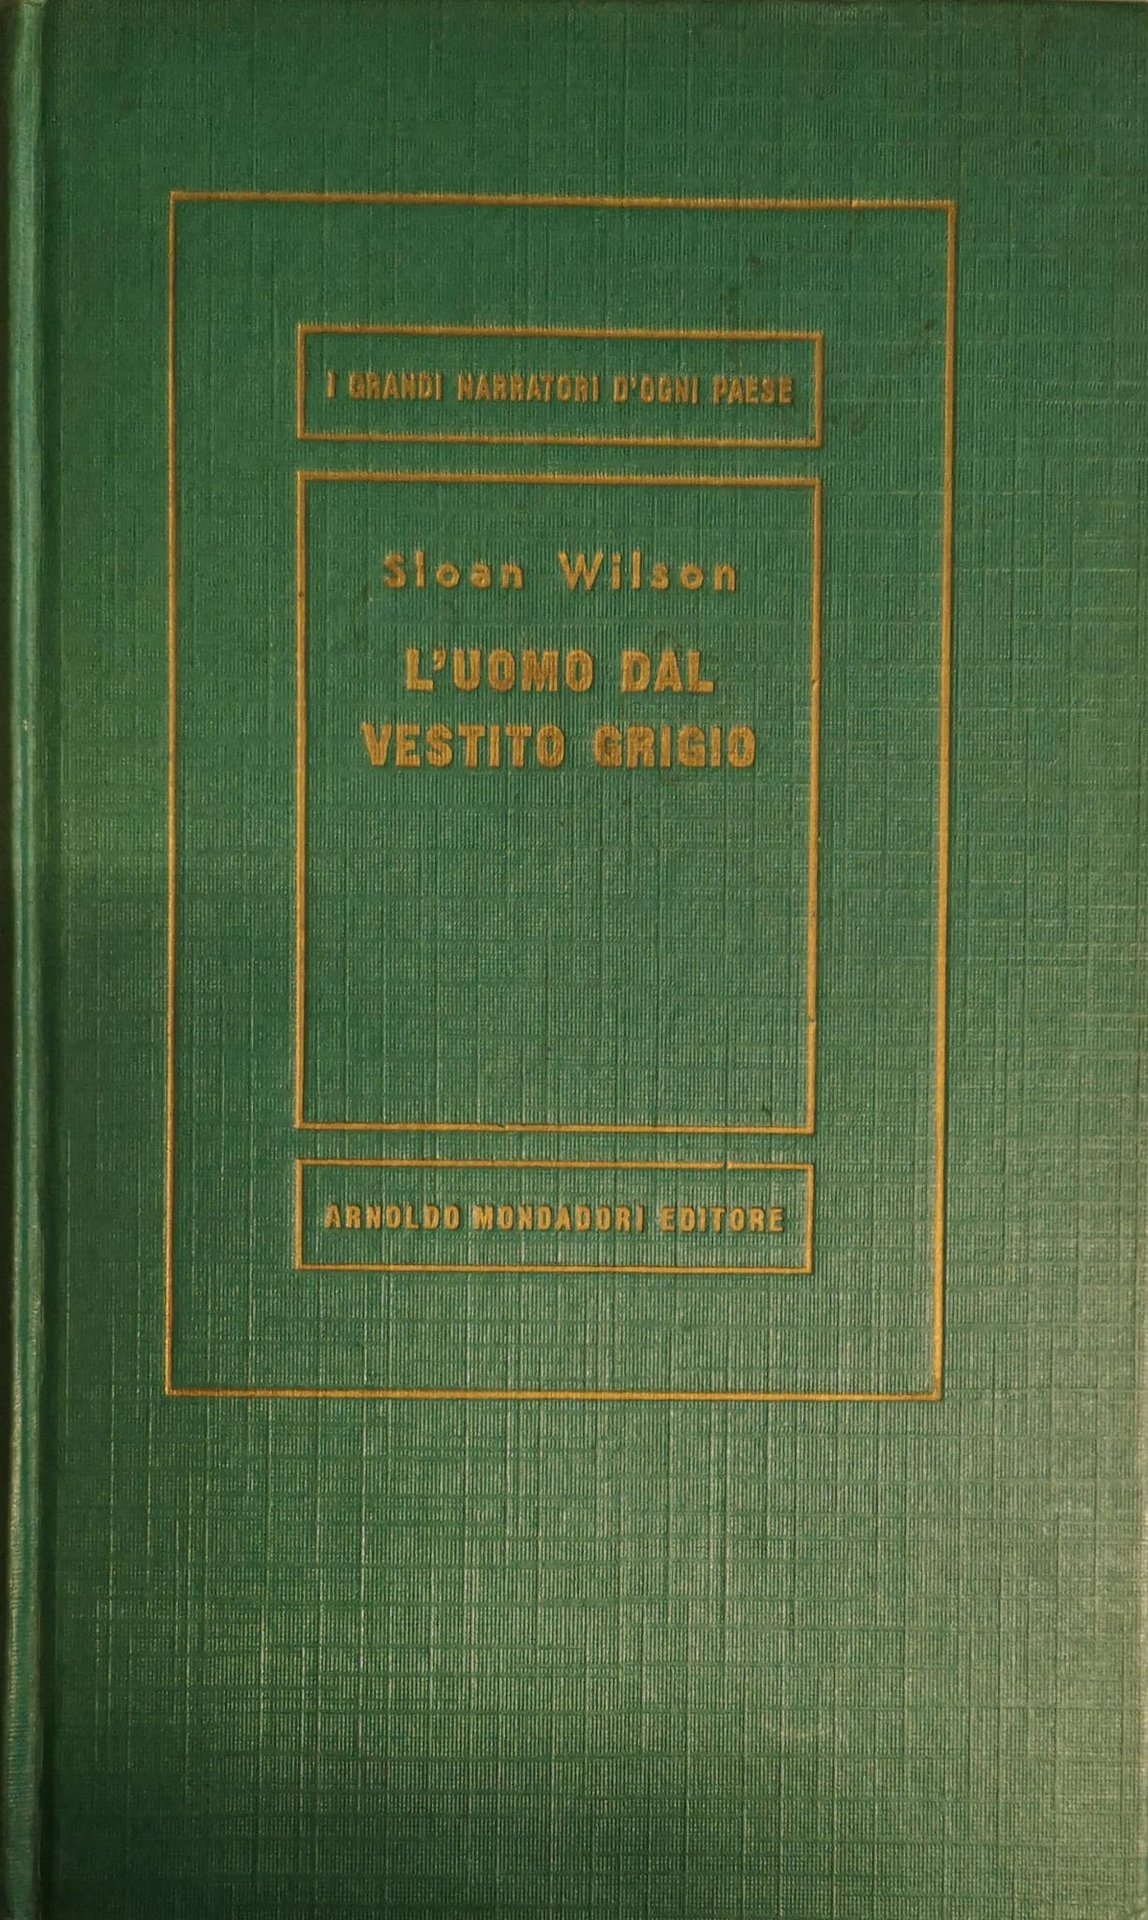 I GRANDI NARRATORI D'OGNI PAESE
Sloan Wilson
L'UOMO DAL
VESTITO GRIGIO
ARNOLDO MONDADORI EDITORE